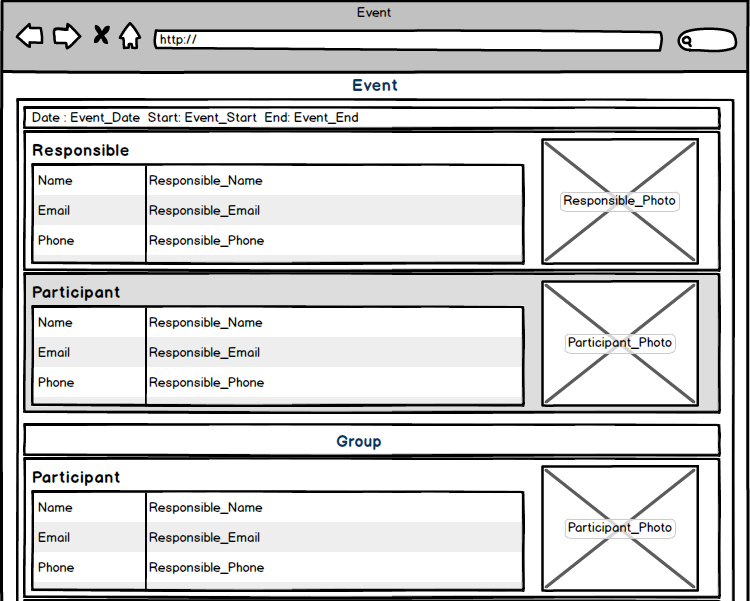 Event
http://
Event
Date : Event_Date Start: Event_Start End: Event_End
Responsible
Name Responsible_Name
Email Responsible_Email
Phone Responsible_Phone
Responsible_Photo
Participant
Name Responsible_Name
Email Responsible_Email
Phone Responsible_Phone
Participant_Photo
Group
Participant
Name Responsible_Name
Email Responsible_Email
Phone Responsible_Phone
Participant_Photo